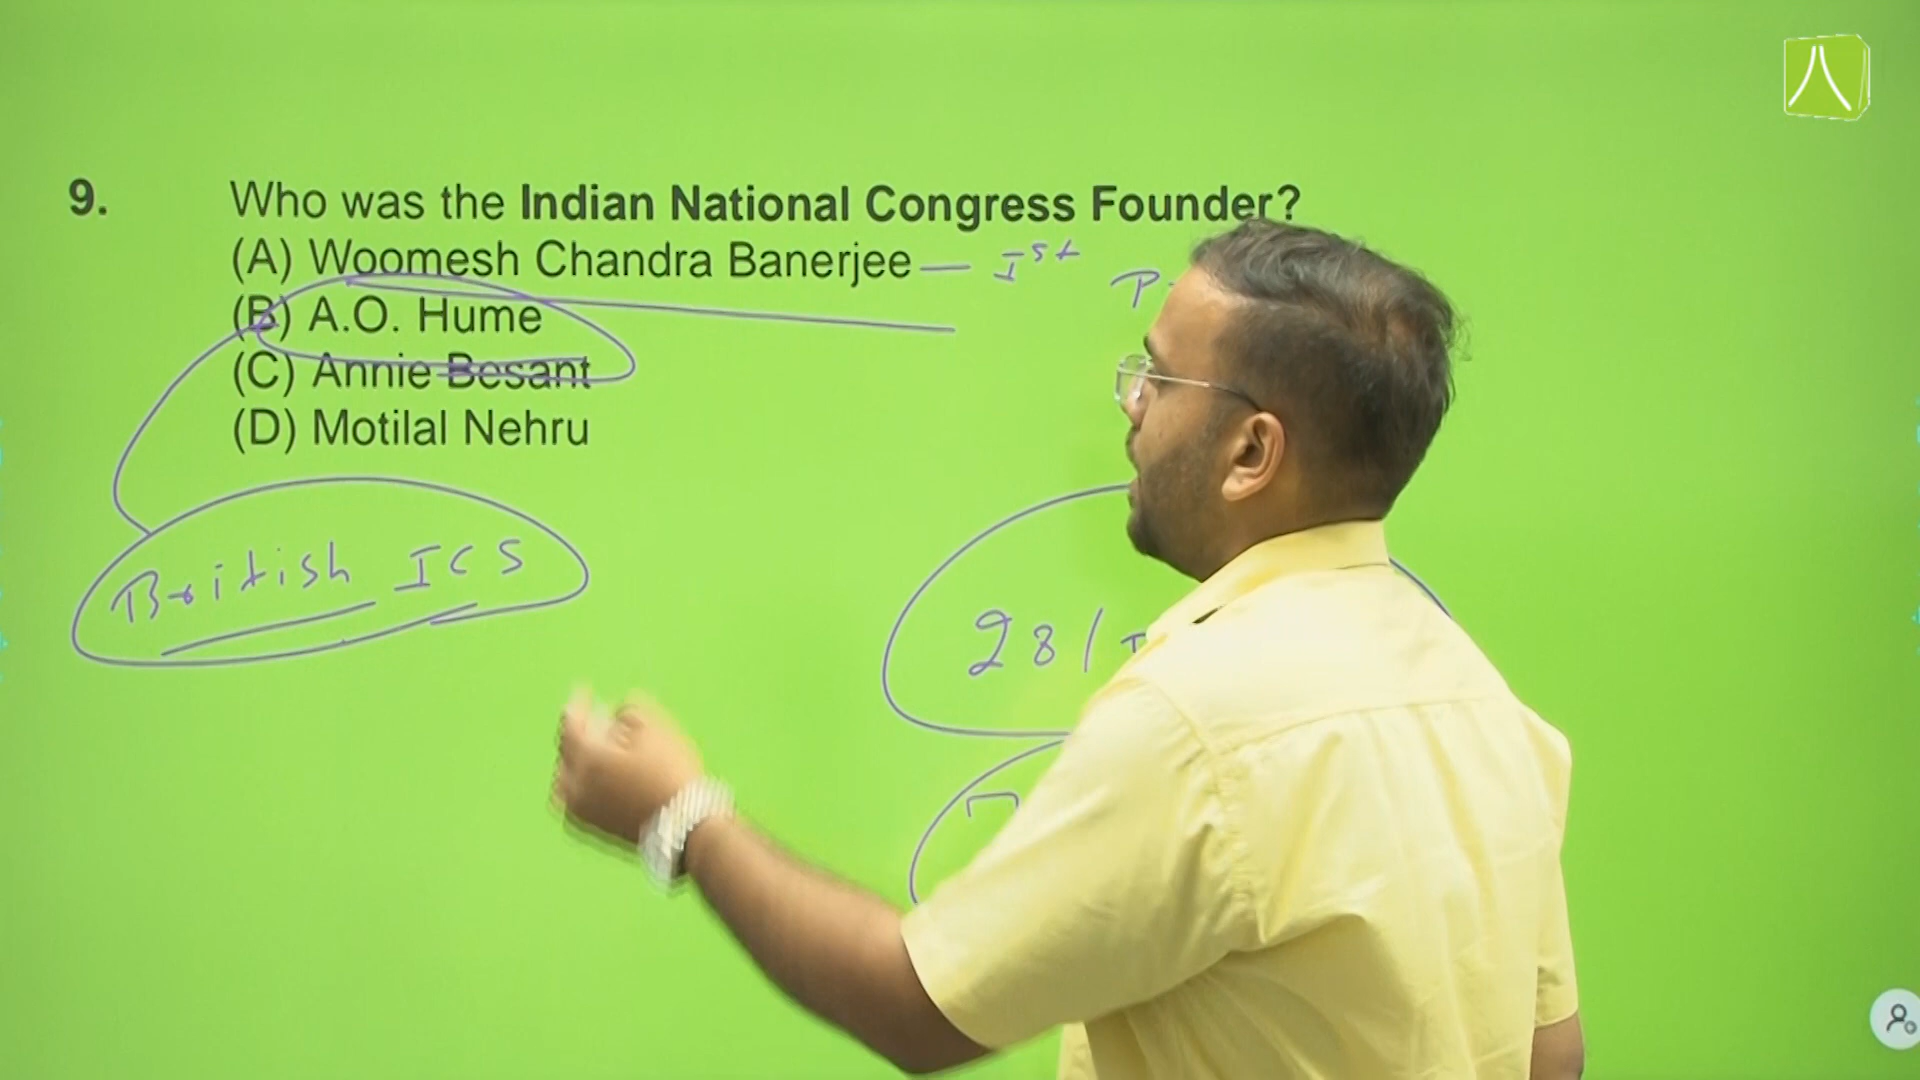 9. Who was the Indian National Congress Founder?
(A) Woomesh Chandra Banerjee — Ist
P
(B) A.O. Hume
(C) Annie Besant
(D) Motilal Nehru
British ICS
28/